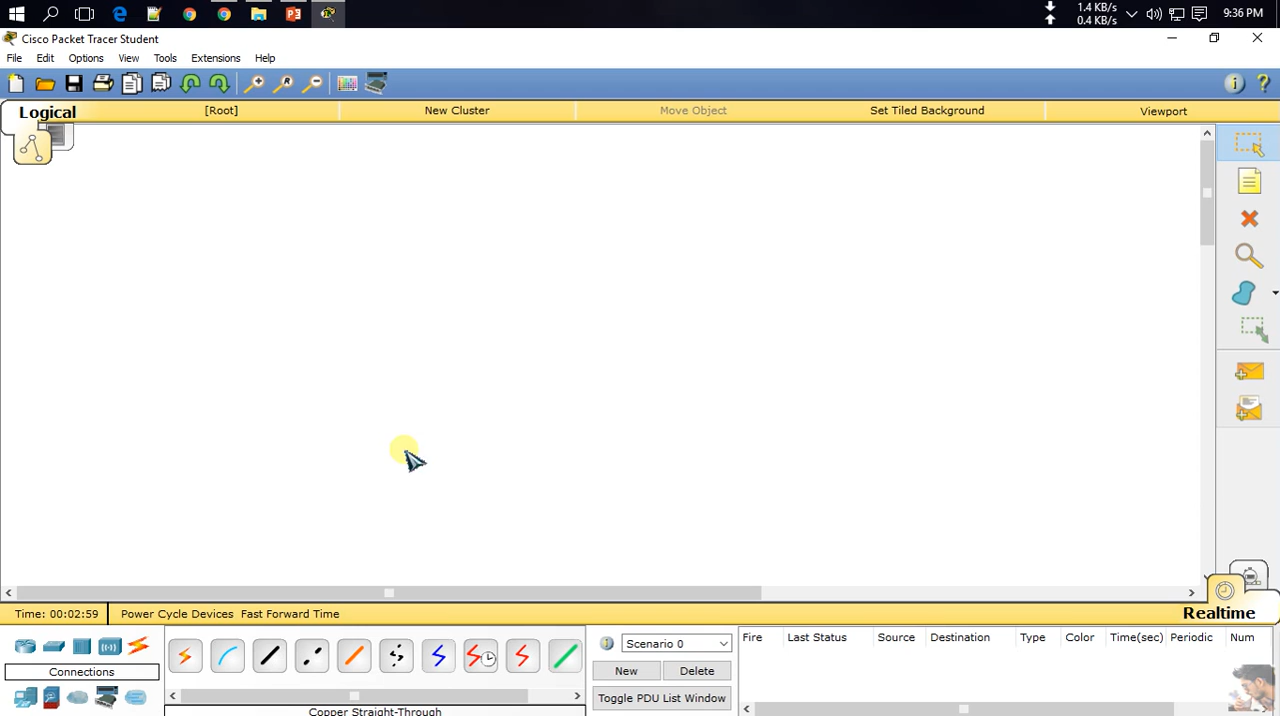 1.4 KB/s
0.4 KB/s
9:36 PM
Cisco Packet Tracer Student
File Edit Options View Tools Extensions Help
Logical [Root] New Cluster Move Object Set Tiled Background Viewport
Time: 00:02:59 Power Cycle Devices Fast Forward Time Realtime
Scenario 0
Fire Last Status Source Destination Type Color Time(sec) Periodic Num
Connections
New Delete
Toggle PDU List Window
Copper Straight-Through